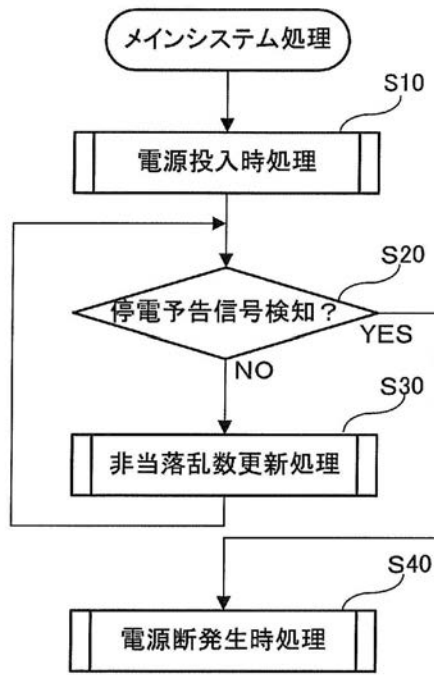 メインシステム処理
S10
電源投入時処理
S20
停電予告信号検知？
YES
NO
S30
非当落乱数更新処理
S40
電源断発生時処理